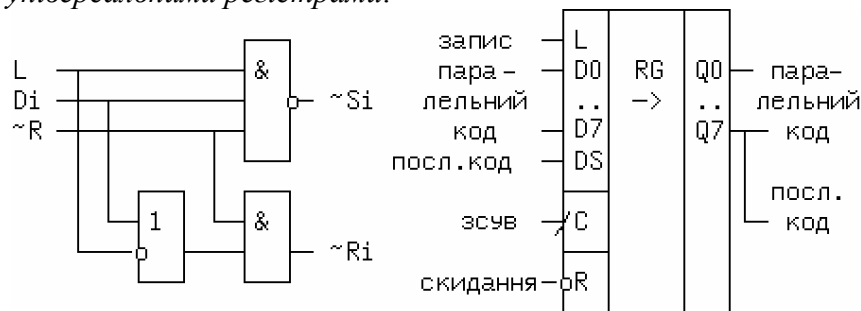 універсальними регістрами.
L
Di
~R
&
~Si
1
&
~Ri
запис
пара-
лельний
код
посл.код
зсув
скидання
L
D0
..
D7
DS
C
R
RG
->
Q0
..
Q7
пара-
лельний
код
посл.
код